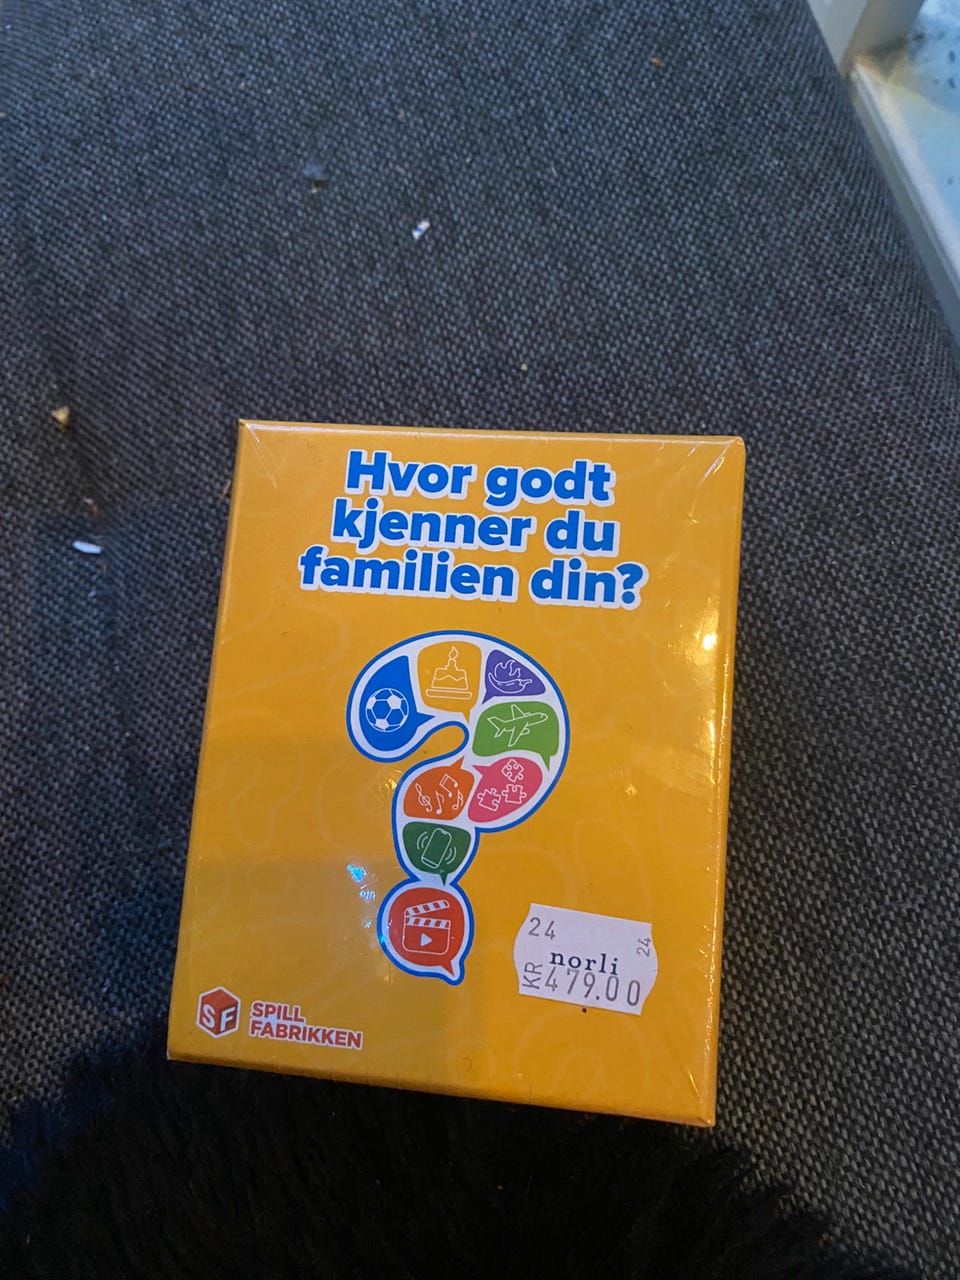 Hvor godt
kjenner du
familien din?
24
24
norli
KR 479.00
SF
SPILL
FABRIKKEN